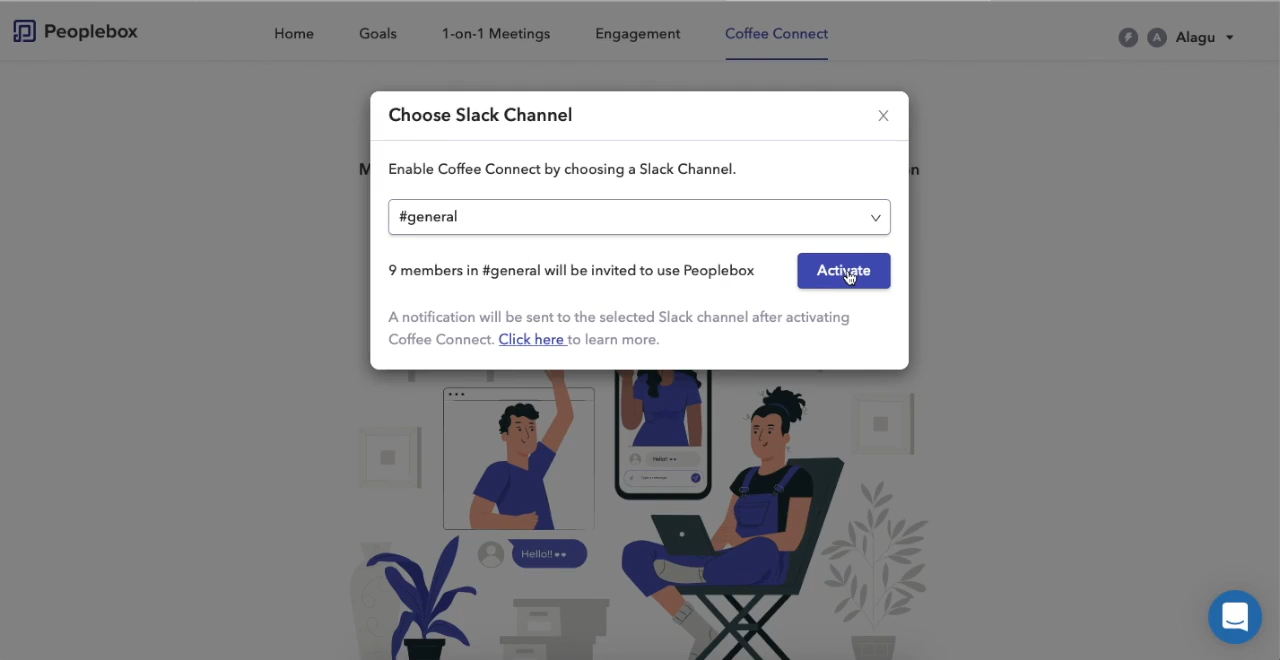 Peoplebox
Home
Goals
1-on-1 Meetings
Engagement
Coffee Connect
A
Alagu
Choose Slack Channel
Enable Coffee Connect by choosing a Slack Channel.
#general
9 members in #general will be invited to use Peoplebox
Activate
A notification will be sent to the selected Slack channel after activating
Coffee Connect. Click here to learn more.
Hello!
Hello!!